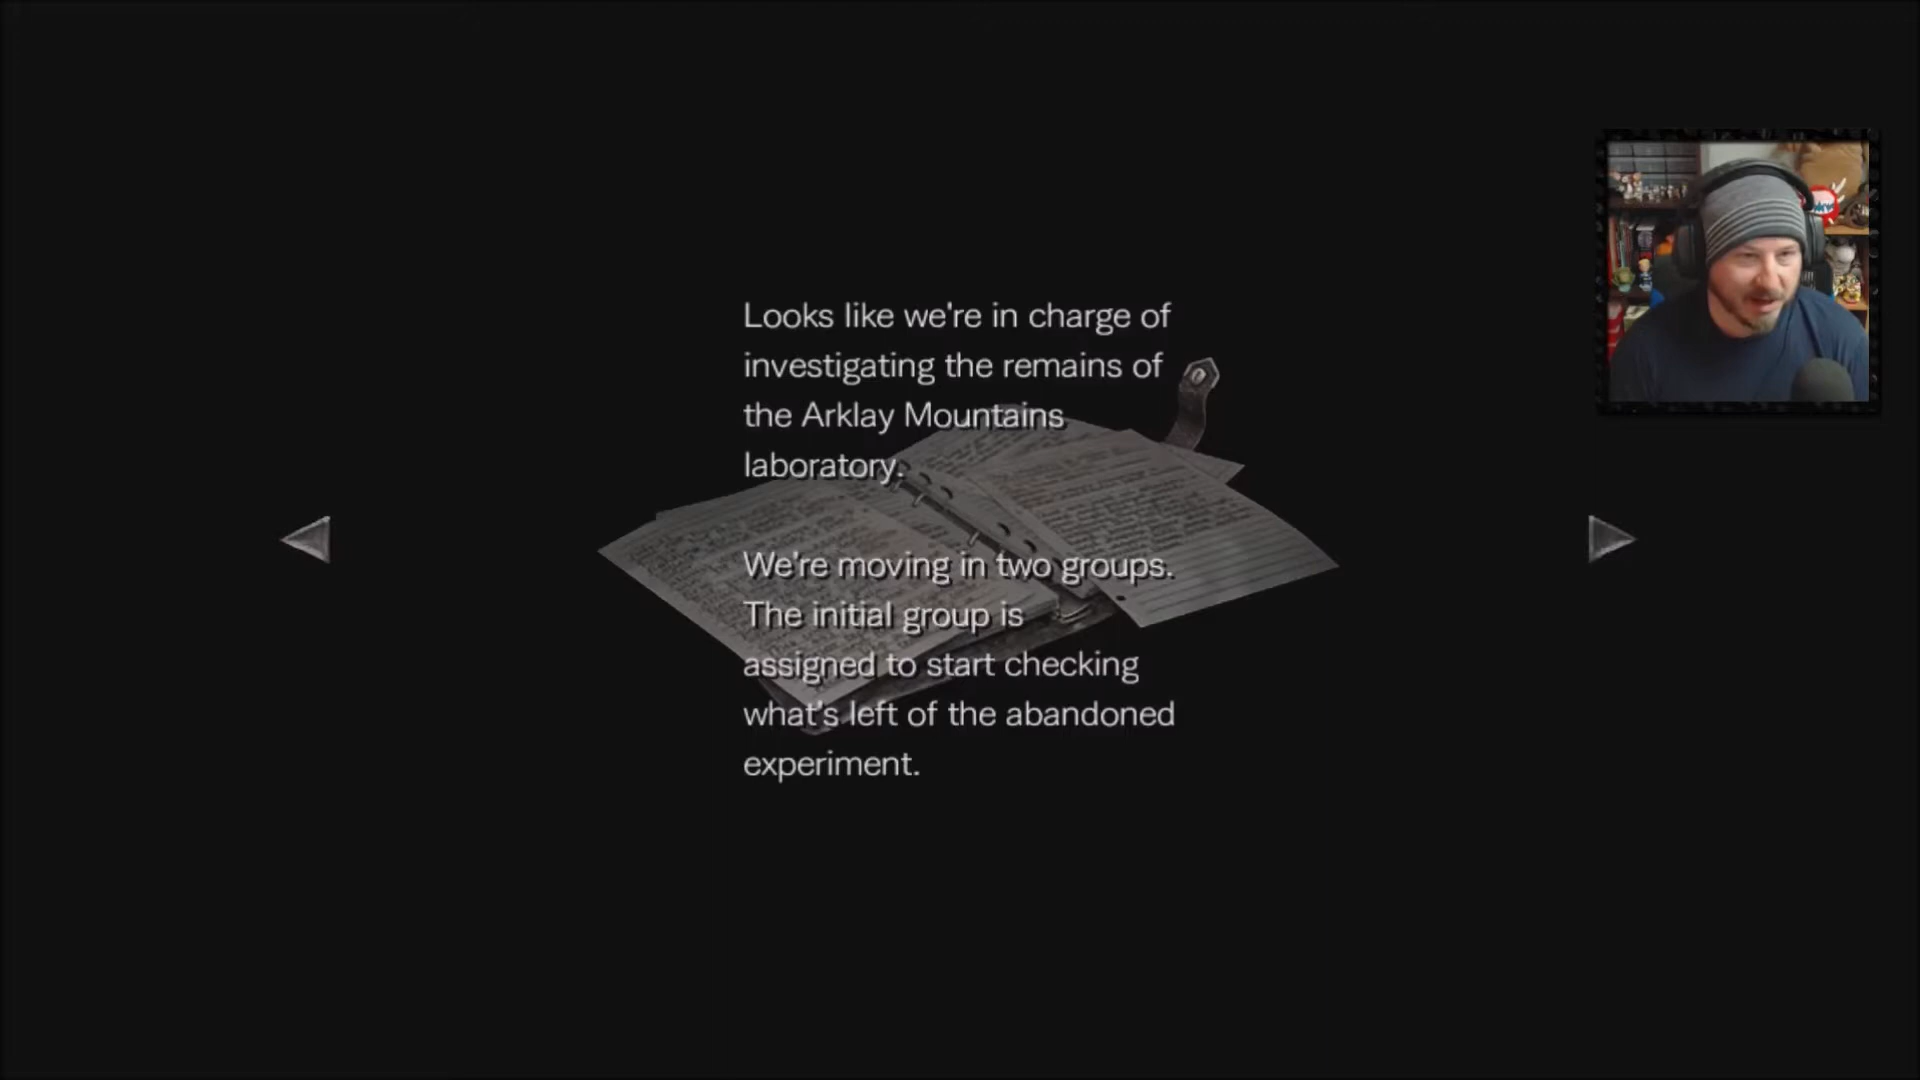 Looks like we're in charge of
investigating the remains of
the Arklay Mountains
laboratory.
We're moving in two groups.
The initial group is
assigned to start checking
what's left of the abandoned
experiment.